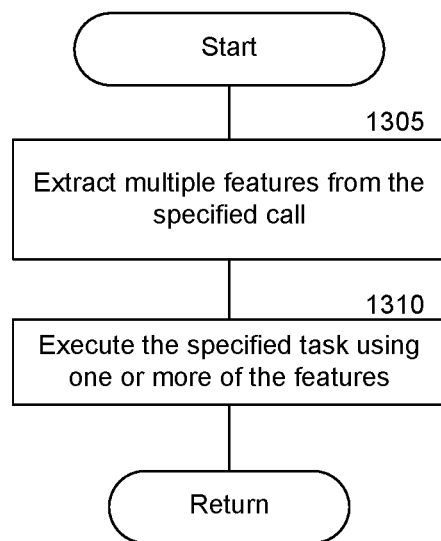 Start
1305
Extract multiple features from the
specified call
1310
Execute the specified task using
one or more of the features
Return